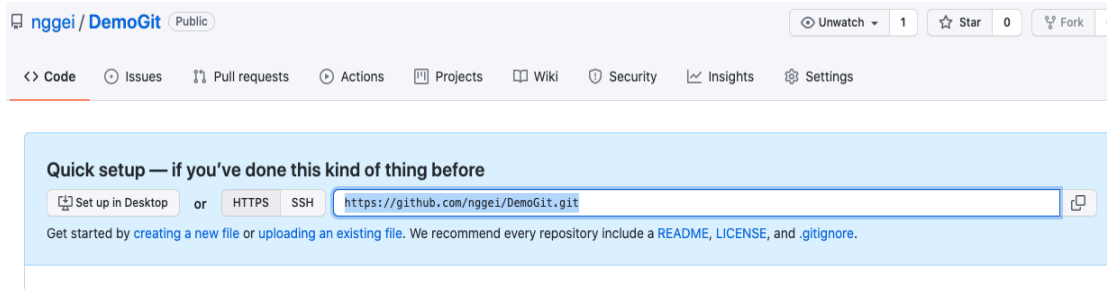 nggei / DemoGit Public
Unwatch 1 Star 0 Fork
Code Issues Pull requests Actions Projects Wiki Security Insights Settings
Quick setup — if you've done this kind of thing before
Set up in Desktop or HTTPS SSH https://github.com/nggei/DemoGit.git
Get started by creating a new file or uploading an existing file. We recommend every repository include a README, LICENSE, and .gitignore.